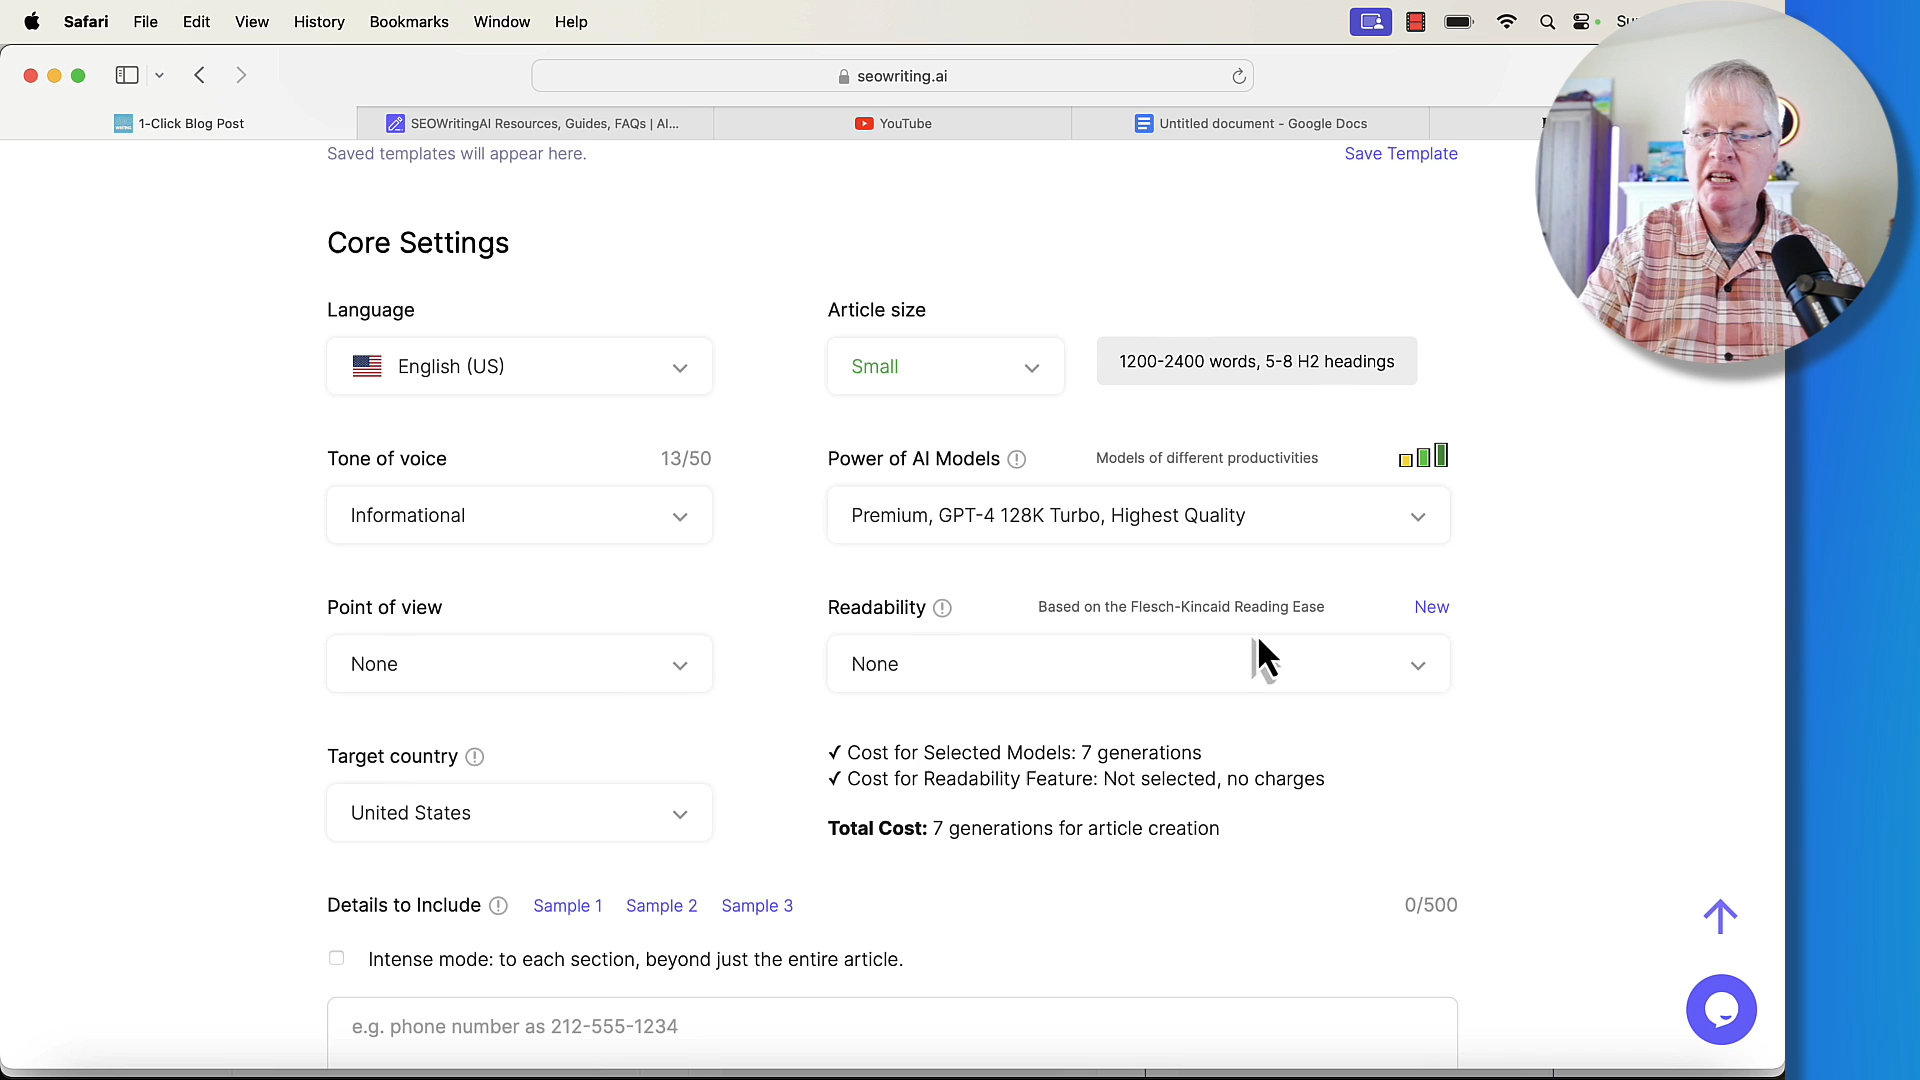 Safari File Edit View History Bookmarks Window Help
seowriting.ai
1-Click Blog Post
SEOWritingAI Resources, Guides, FAQs | AI...
YouTube
Untitled document - Google Docs
Saved templates will appear here.
Save Template
Core Settings
Language
Article size
English (US)
Small
1200-2400 words, 5-8 H2 headings
Tone of voice
13/50
Power of AI Models
Models of different productivities
Informational
Premium, GPT-4 128K Turbo, Highest Quality
Point of view
Readability
Based on the Flesch-Kincaid Reading Ease
New
None
None
Target country
✓ Cost for Selected Models: 7 generations
✓ Cost for Readability Feature: Not selected, no charges
United States
Total Cost: 7 generations for article creation
Details to Include
Sample 1
Sample 2
Sample 3
0/500
Intense mode: to each section, beyond just the entire article.
e.g. phone number as 212-555-1234